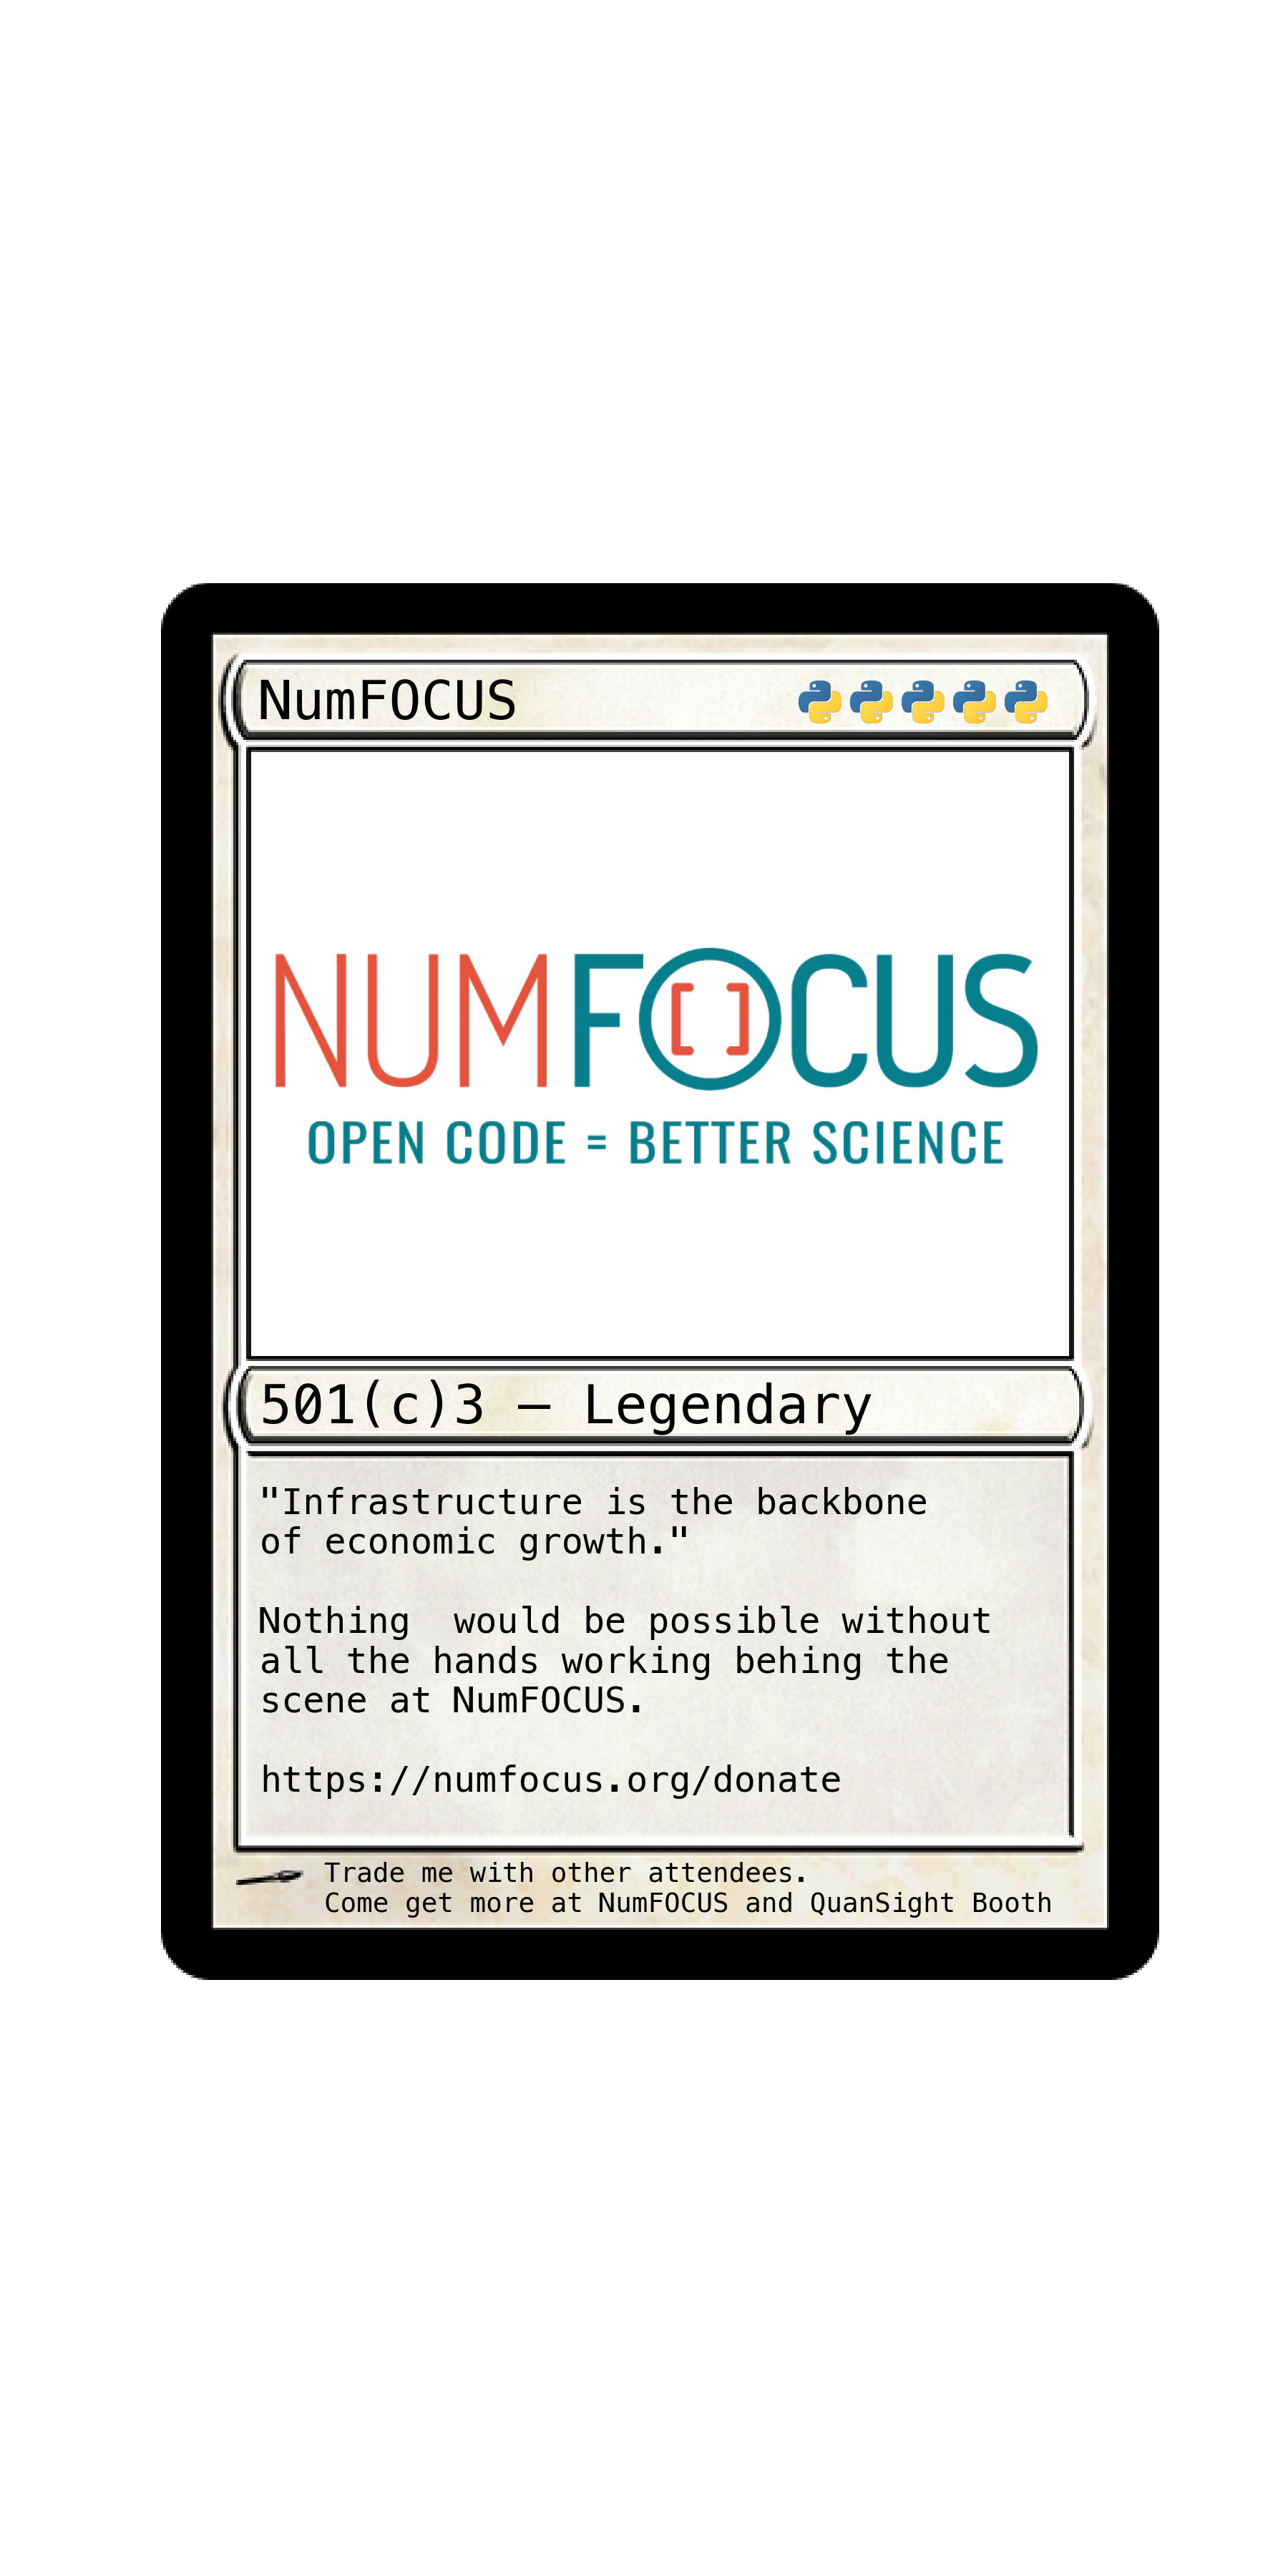 NumFOCUS
NUMFOCUS
OPEN CODE = BETTER SCIENCE
501(c)3 – Legendary
"Infrastructure is the backbone
of economic growth."
Nothing  would be possible without
all the hands working behing the
scene at NumFOCUS.
https://numfocus.org/donate
Trade me with other attendees.
Come get more at NumFOCUS and QuanSight Booth